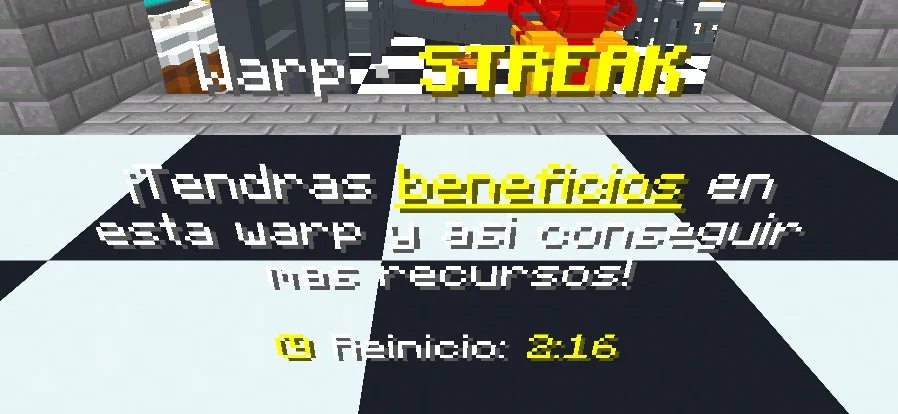 Warp - STREAK
¡Tendras beneficios en
esta warp y asi conseguir
mas recursos!
Reinicio: 2:16